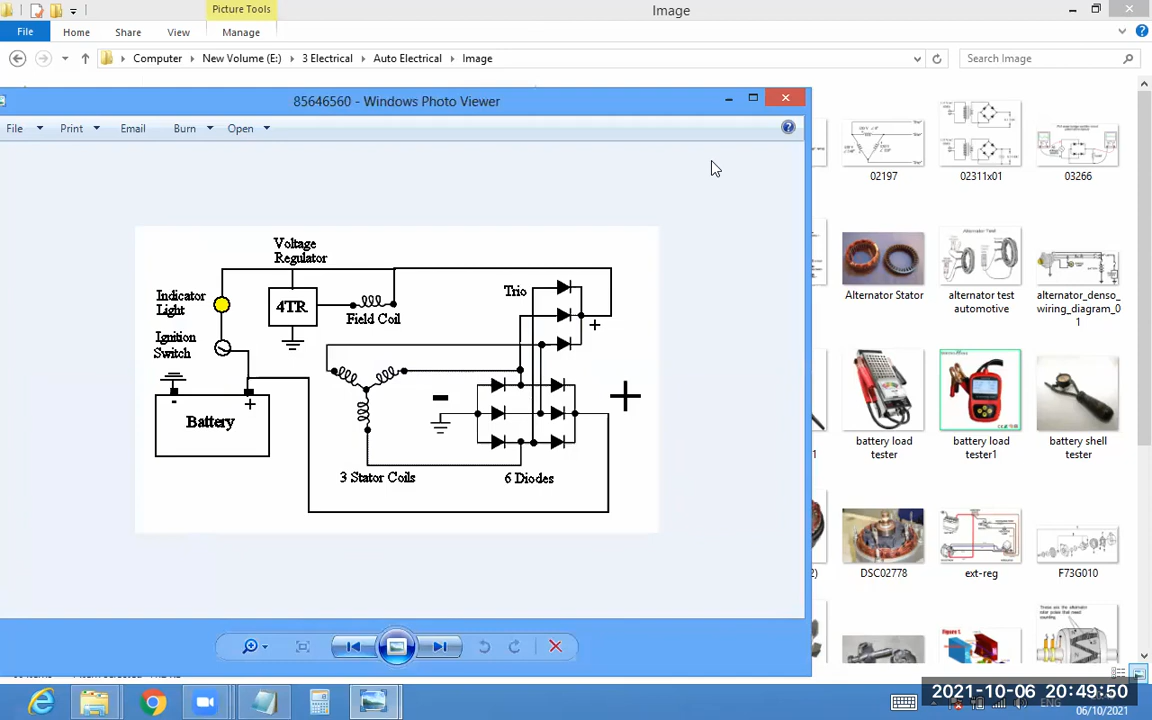 Picture Tools
Image
File
Home
Share
View
Manage
Computer
New Volume (E:)
3 Electrical
Auto Electrical
Image
Search Image
85646560 - Windows Photo Viewer
File
Print
Email
Burn
Open
Voltage
Regulator
Indicator
Light
4TR
Field Coil
Trio
+
Ignition
Switch
-
+
Battery
-
+
3 Stator Coils
6 Diodes
02197
02311x01
03266
Alternator Stator
alternator test
automotive
alternator_denso_
wiring_diagram_0
1
battery load
tester
battery load
tester1
battery shell
tester
DSC02778
ext-reg
F73G010
2021-10-06 20:49:50
06/10/2021